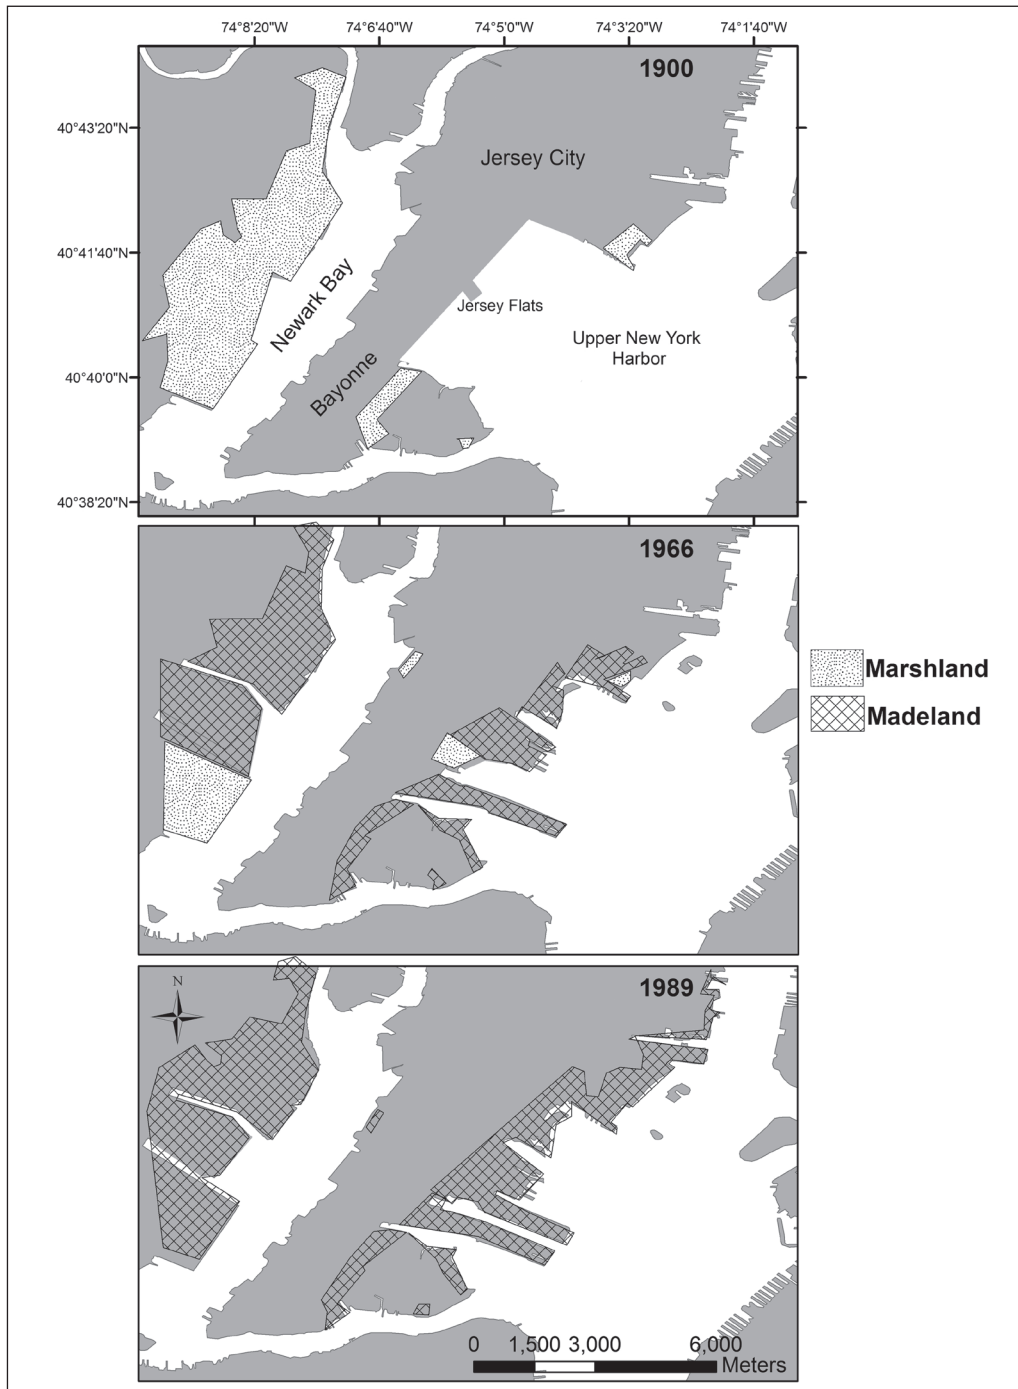 74°8'20"W 74°6'40"W 74°5'0"W 74°3'20"W 74°1'40"W
1900
40°43'20"N
Jersey City
40°41'40"N
Newark Bay
Jersey Flats
Upper New York
Harbor
40°40'0"N
Bayonne
40°38'20"N
1966
Marshland
Madeland
1989
N
0 1,500 3,000 6,000
Meters